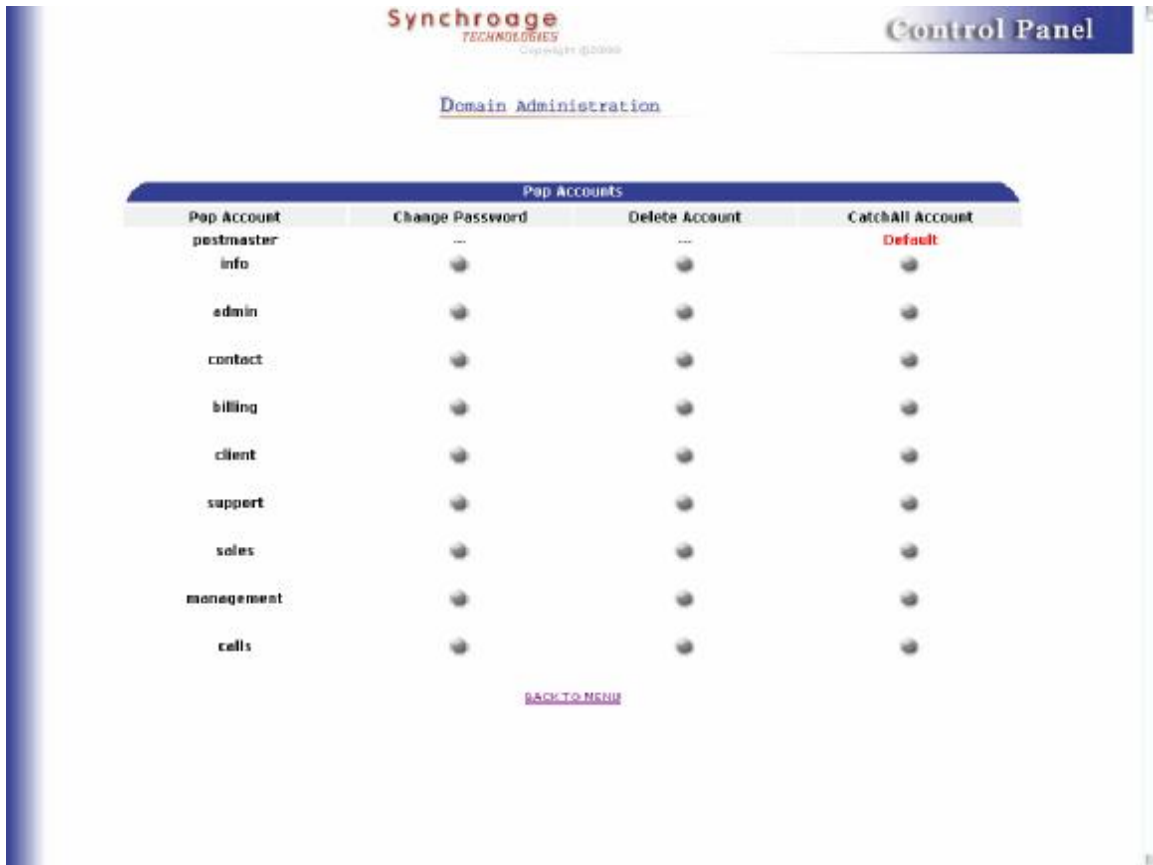 Synchroage
TECHNOLOGIES
Control Panel
Domain Administration
Pop Accounts
Pop Account Change Password Delete Account CatchAll Account
postmaster --- --- Default
info
admin
contact
billing
client
support
sales
management
calls
BACK TO MENU